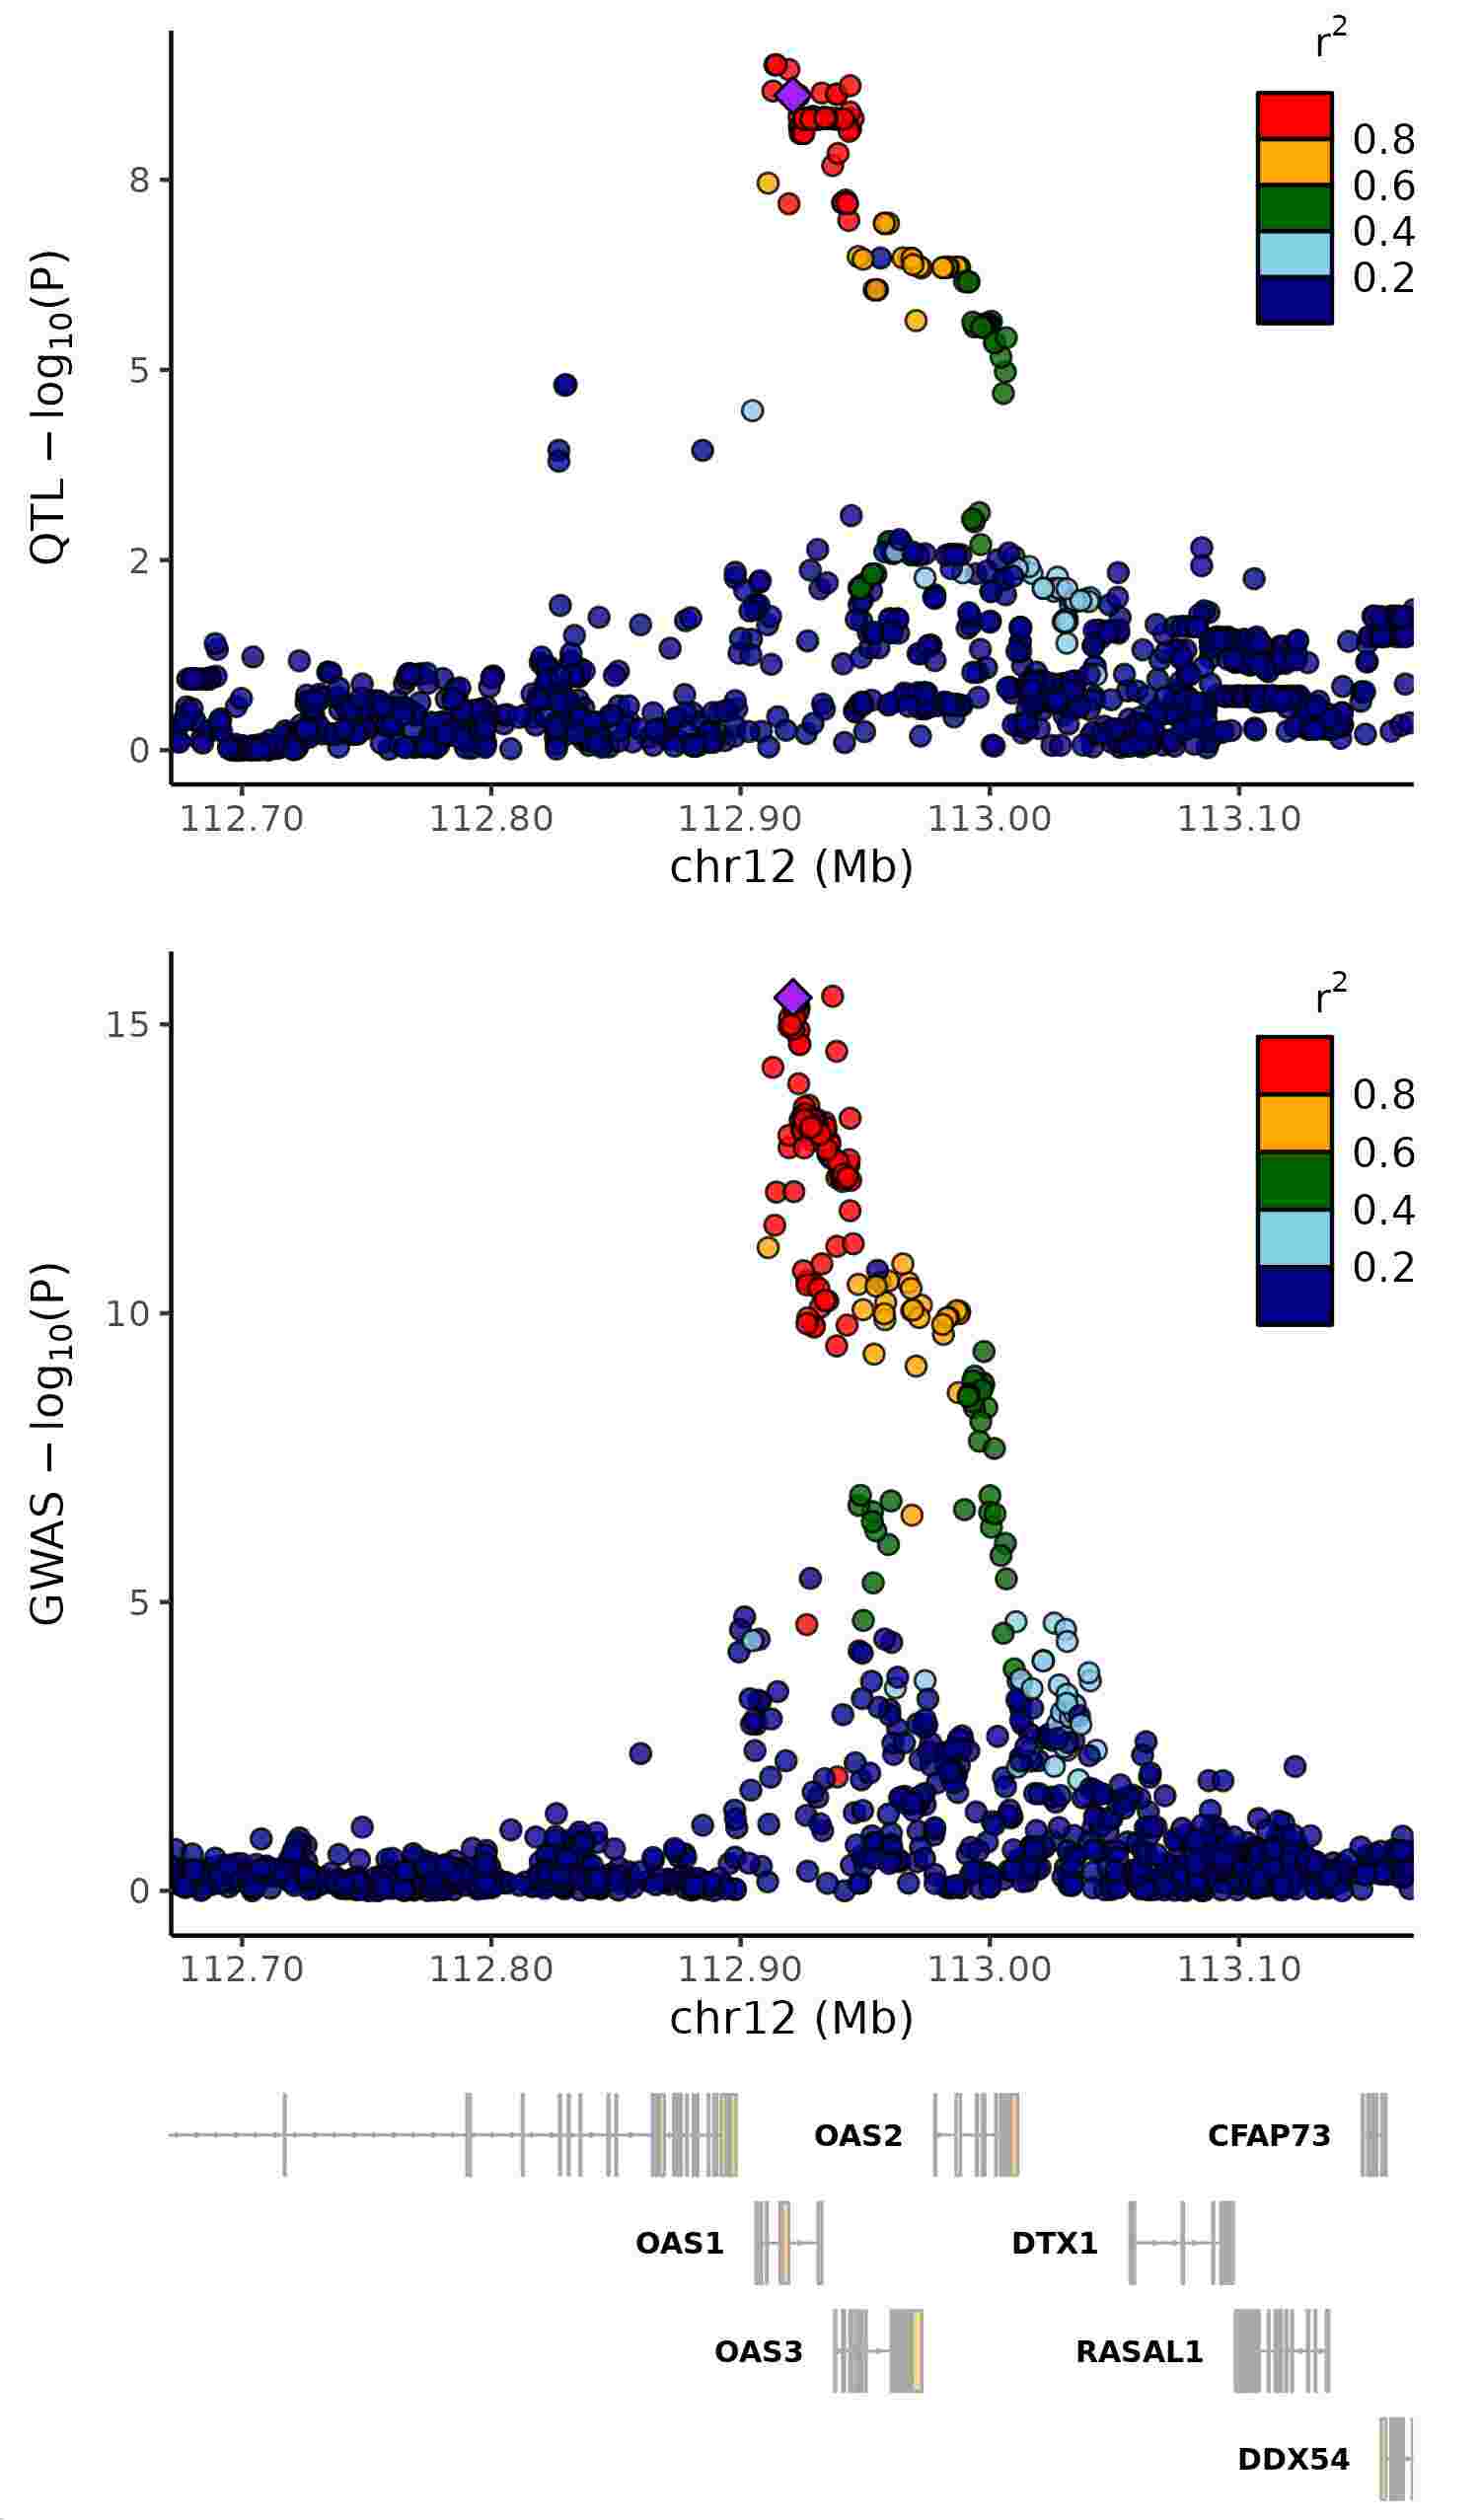 r2
0.8
0.6
0.4
0.2
QTL − log10(P)
8
5
2
0
112.70 112.80 112.90 113.00 113.10
chr12 (Mb)
r2
0.8
0.6
0.4
0.2
GWAS − log10(P)
15
10
5
0
112.70 112.80 112.90 113.00 113.10
chr12 (Mb)
OAS2 CFAP73
OAS1 DTX1
OAS3 RASAL1
DDX54